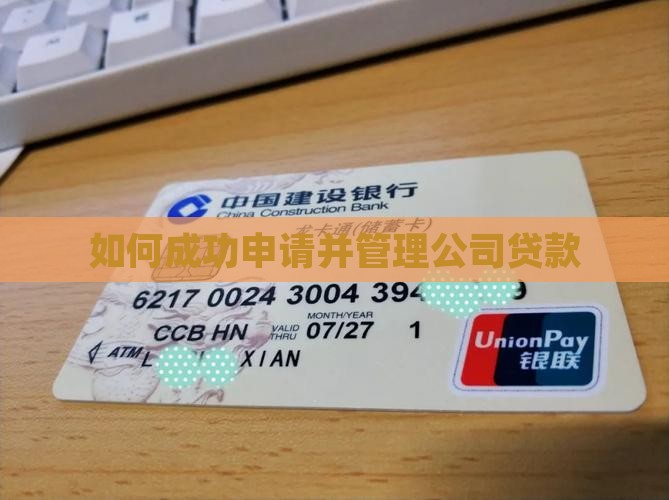 中国建设银行
China Construction Bank
龙卡通(储蓄卡)
如何成功申请并管理公司贷款
6217 0024 3004 394 9
CCB HN VALID THRU MONTH/YEAR 07/27 1
ATM L XIAN
UnionPay
银联